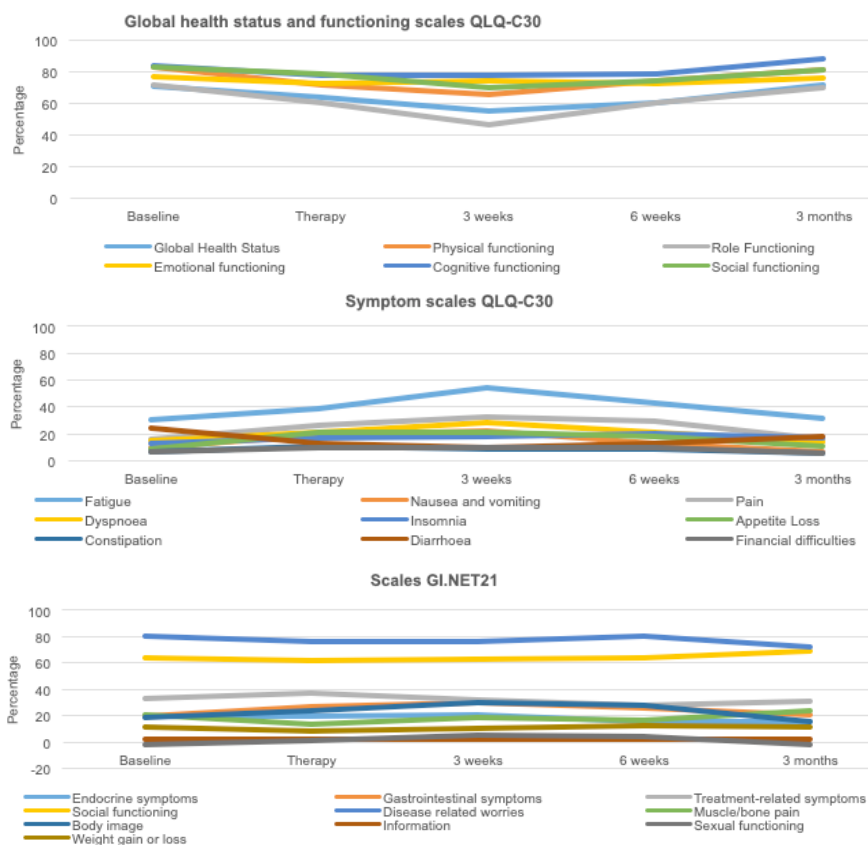 Global health status and functioning scales QLQ-C30
100
80
60
40
20
0
Percentage
Baseline Therapy 3 weeks 6 weeks 3 months
Global Health Status Physical functioning Role Functioning
Emotional functioning Cognitive functioning Social functioning
Symptom scales QLQ-C30
100
80
60
40
20
0
Percentage
Baseline Therapy 3 weeks 6 weeks 3 months
Fatigue Nausea and vomiting Pain
Dyspnoea Insomnia Appetite Loss
Constipation Diarrhoea Financial difficulties
Scales GI.NET21
100
80
60
40
20
0
-20
Percentage
Baseline Therapy 3 weeks 6 weeks 3 months
Endocrine symptoms Gastrointestinal symptoms Treatment-related symptoms
Social functioning Disease related worries Muscle/bone pain
Body image Information Sexual functioning
Weight gain or loss